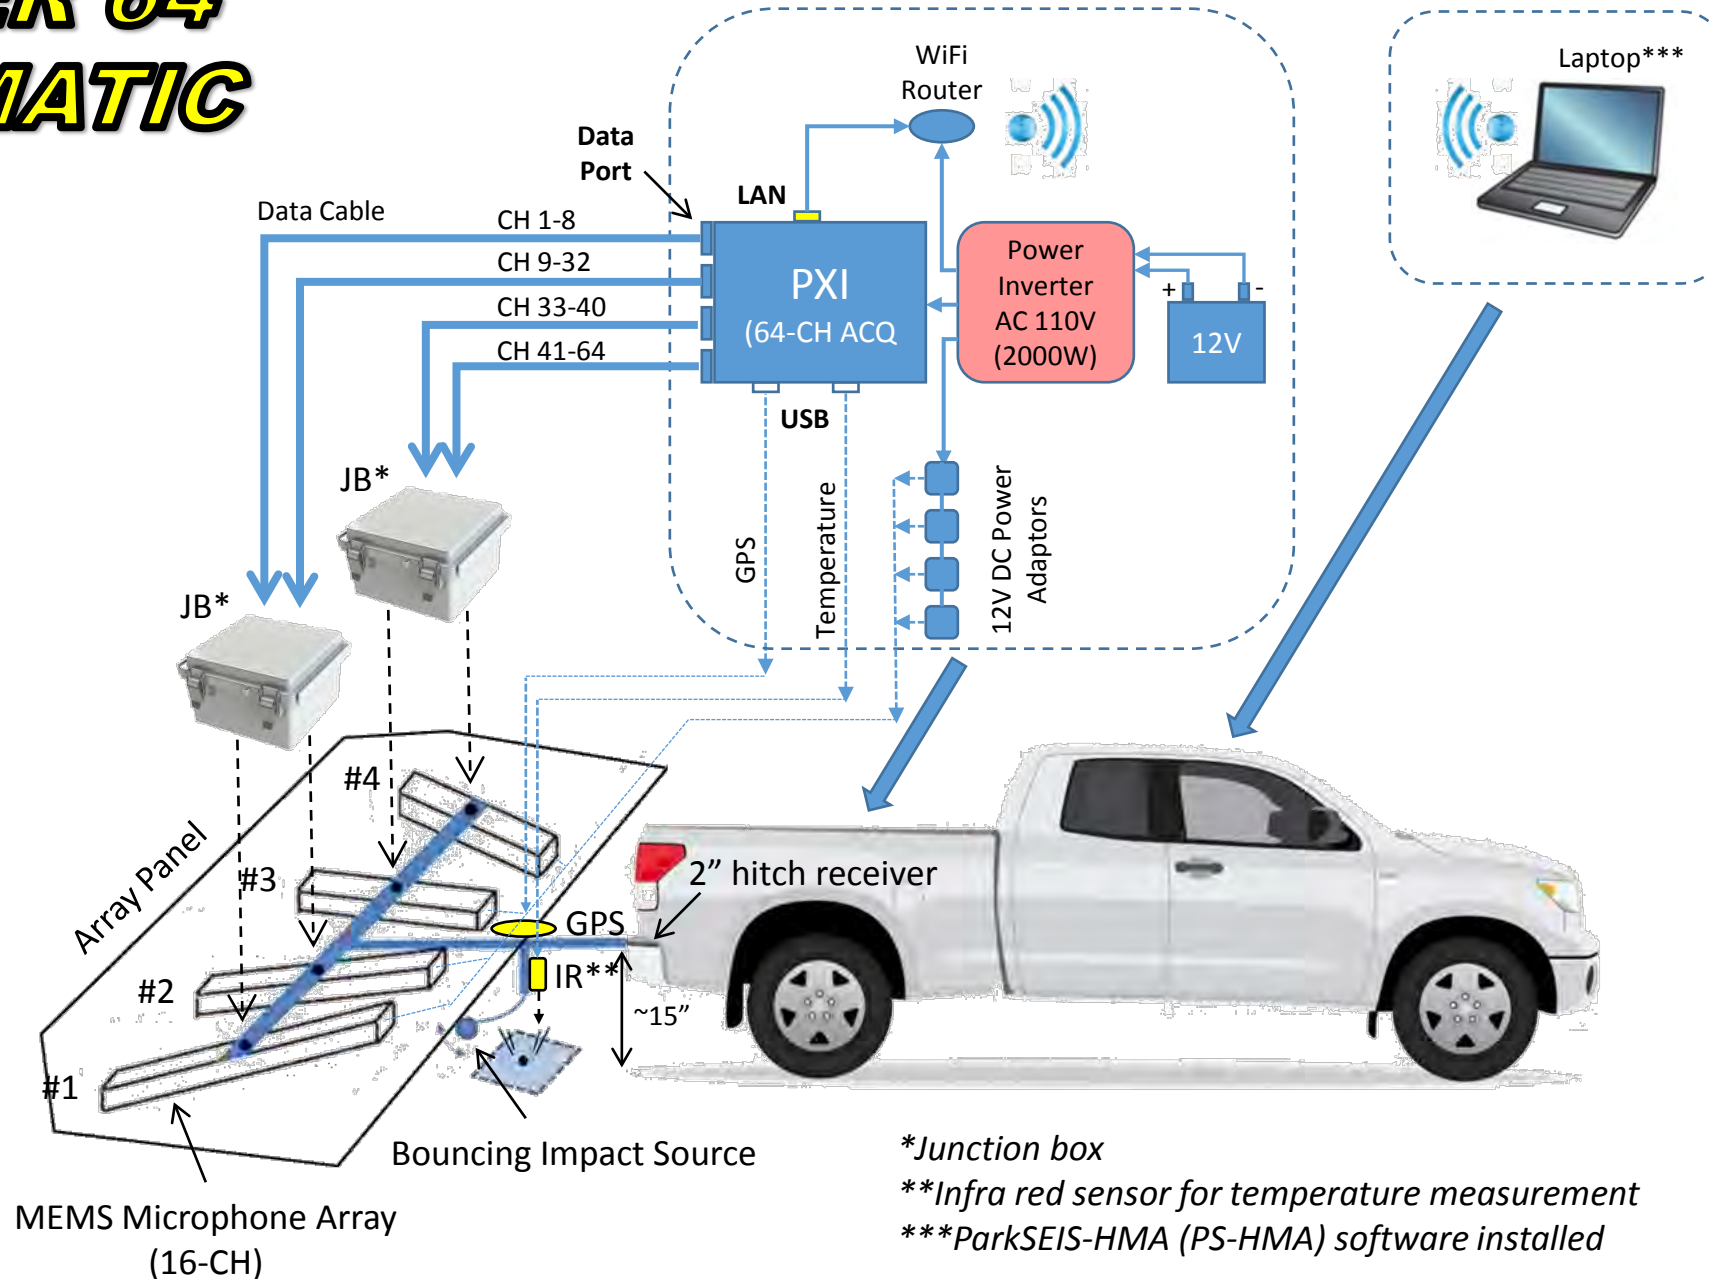 64
WiFi
Router
Laptop***
Data
Port
LAN
Data Cable
CH 1-8
CH 9-32
CH 33-40
CH 41-64
PXI
(64-CH ACQ
Power
Inverter
AC 110V
(2000W)
+
-
12V
USB
JB*
JB*
GPS
Temperature
12V DC Power
Adaptors
Array Panel
#4
#3
#2
#1
2” hitch receiver
GPS
IR**
~15”
Bouncing Impact Source
MEMS Microphone Array
(16-CH)
*Junction box
**Infra red sensor for temperature measurement
***ParkSEIS-HMA (PS-HMA) software installed